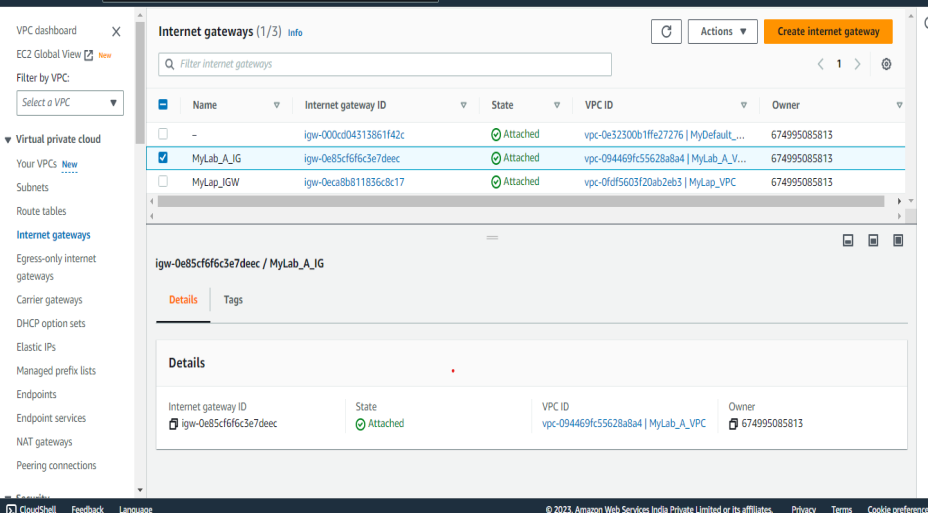 VPC dashboard
EC2 Global View New
Filter by VPC:
Select a VPC
Virtual private cloud
Your VPCs New
Subnets
Route tables
Internet gateways
Egress-only internet
gateways
Carrier gateways
DHCP option sets
Elastic IPs
Managed prefix lists
Endpoints
Endpoint services
NAT gateways
Peering connections
Security
Internet gateways (1/3) Info
Actions
Create internet gateway
Filter internet gateways
1
Name Internet gateway ID State VPC ID Owner
– igw-000cd04313861f42c Attached vpc-0e32300b1ffe27276 | MyDefault_... 674995085813
MyLab_A_IG igw-0e85cf6f6c3e7deec Attached vpc-094469fc55628a8a4 | MyLab_A_V... 674995085813
MyLap_IGW igw-0eca8b811836c8c17 Attached vpc-0fdf5603f20ab2eb3 | MyLap_VPC 674995085813
igw-0e85cf6f6c3e7deec / MyLab_A_IG
Details Tags
Details
Internet gateway ID State VPC ID Owner
igw-0e85cf6f6c3e7deec Attached vpc-094469fc55628a8a4 | MyLab_A_VPC 674995085813
CloudShell Feedback Language © 2023, Amazon Web Services India Private Limited or its affiliates. Privacy Terms Cookie preference